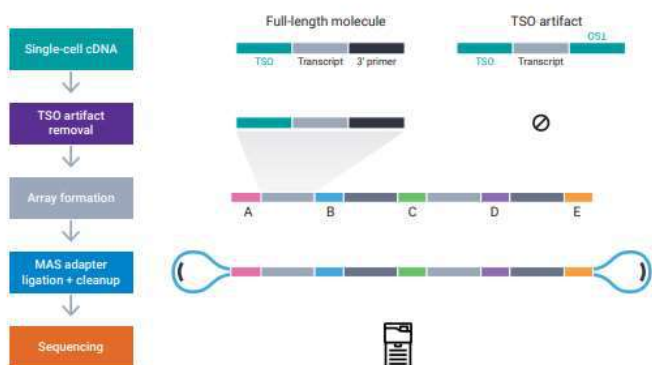 Full-length molecule
TSO artifact
Single-cell cDNA
TSO
Transcript
3' primer
TSO
Transcript
TSO
TSO artifact
removal
Array formation
A
B
C
D
E
MAS adapter
ligation + cleanup
Sequencing